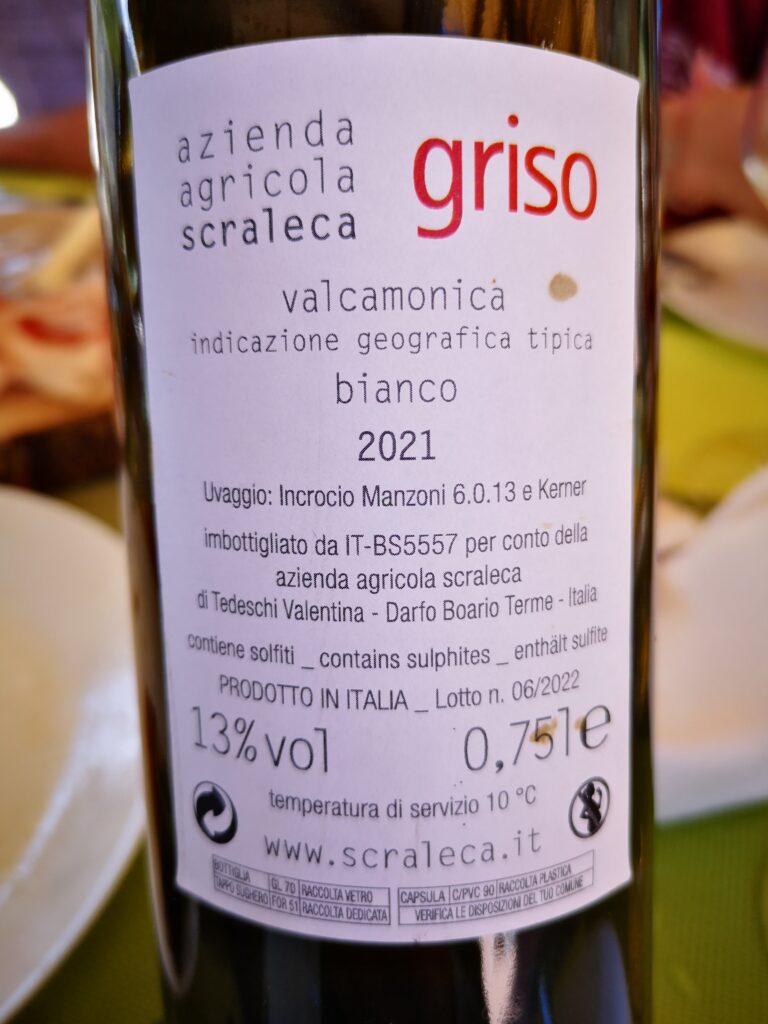 azienda
agricola
scraleca
griso
valcamonica
indicazione geografica tipica
bianco
2021
Uvaggio: Incrocio Manzoni 6.0.13 e Kerner
imbottigliato da IT-BS5557 per conto della
azienda agricola scraleca
di Tedeschi Valentina - Darfo Boario Terme - Italia
contiene solfiti _ contains sulphites _ enthält sulfite
PRODOTTO IN ITALIA _ Lotto n. 06/2022
13% vol 0,75l e
temperatura di servizio 10 °C
www.scraleca.it
BOTTIGLIA GL 70 RACCOLTA VETRO
TAPPO SUGHERO FOR 51 RACCOLTA DEDICATA
CAPSULA C/PVC 90 RACCOLTA PLASTICA
VERIFICA LE DISPOSIZIONI DEL TUO COMUNE